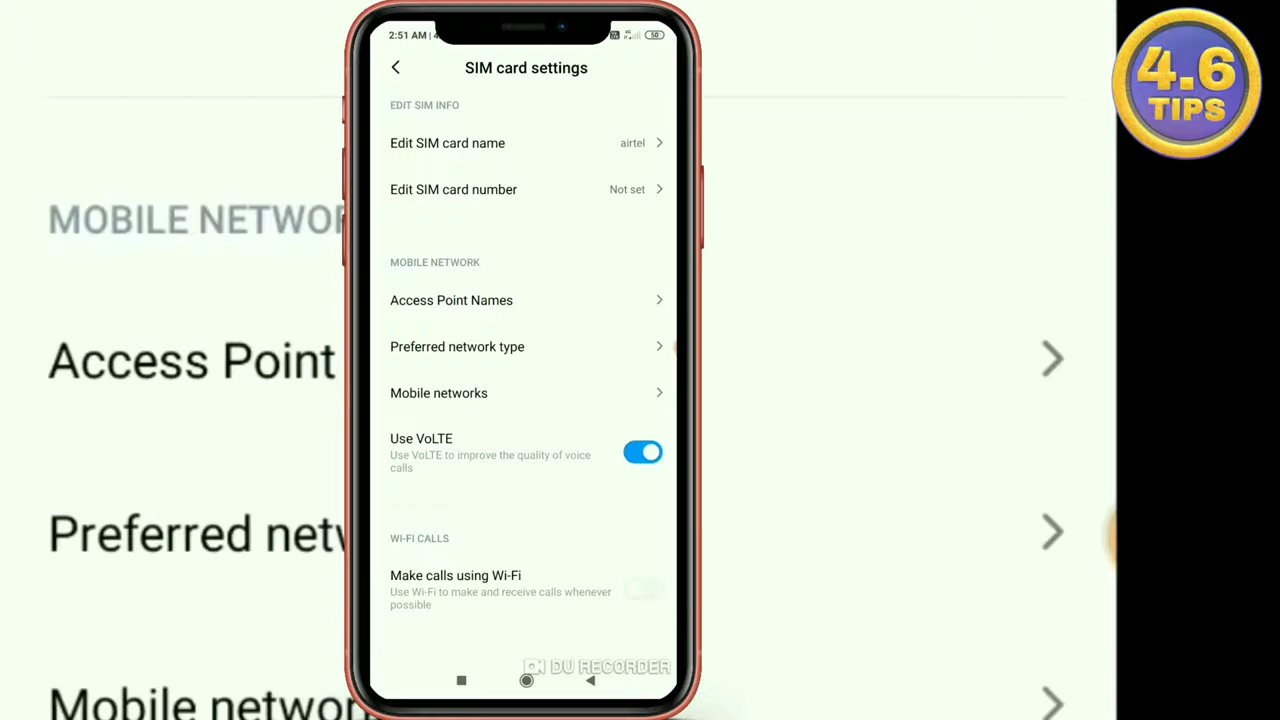 4.6
TIPS
2:51 AM | 4
50
SIM card settings
EDIT SIM INFO
Edit SIM card name
airtel
Edit SIM card number
Not set
MOBILE NETWORK
Access Point Names
Preferred network type
Mobile networks
Use VoLTE
Use VoLTE to improve the quality of voice
calls
WI-FI CALLS
Make calls using Wi-Fi
Use Wi-Fi to make and receive calls whenever
possible
DU RECORDER
MOBILE NETWOR
Access Point
Preferred netw
Mobile networ